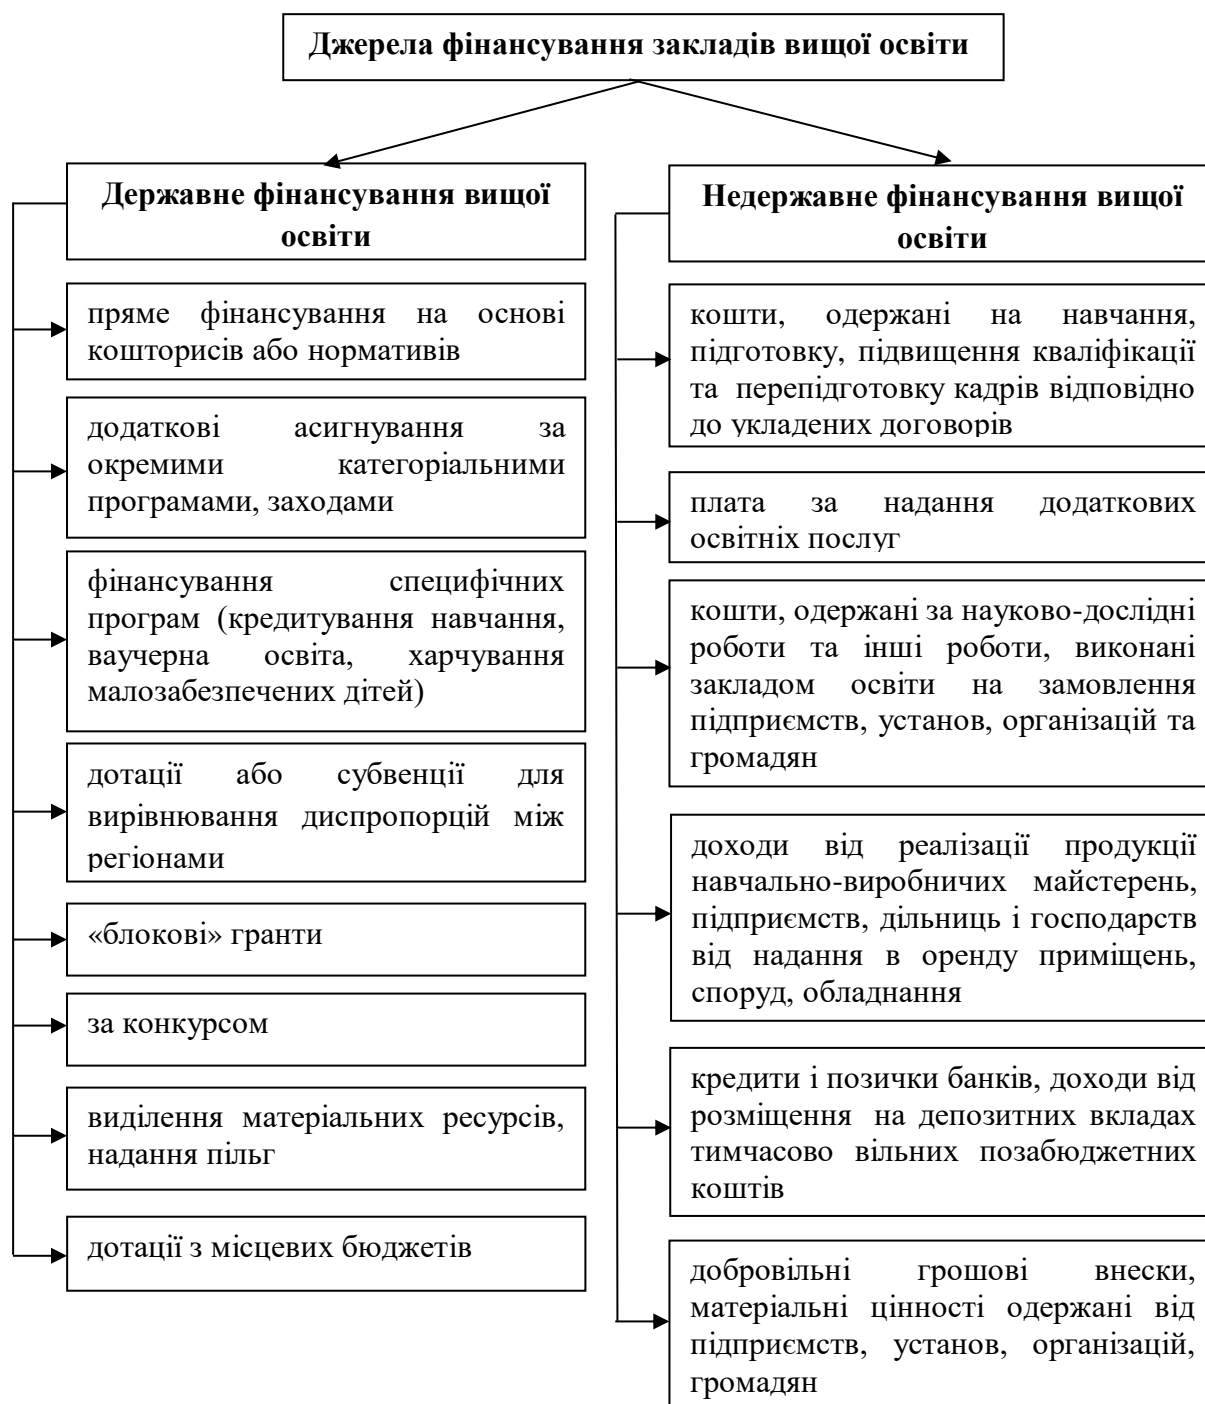 Джерела фінансування закладів вищої освіти
Державне фінансування вищої
освіти
пряме фінансування на основі
кошторисів або нормативів
додаткові асигнування за
окремими категоріальними
програмами, заходами
фінансування специфічних
програм (кредитування навчання,
ваучерна освіта, харчування
малозабезпечених дітей)
дотації або субвенції для
вирівнювання диспропорцій між
регіонами
«блокові» гранти
за конкурсом
виділення матеріальних ресурсів,
надання пільг
дотації з місцевих бюджетів
Недержавне фінансування вищої
освіти
кошти, одержані на навчання,
підготовку, підвищення кваліфікації
та перепідготовку кадрів відповідно
до укладених договорів
плата за надання додаткових
освітніх послуг
кошти, одержані за науково-дослідні
роботи та інші роботи, виконані
закладом освіти на замовлення
підприємств, установ, організацій та
громадян
доходи від реалізації продукції
навчально-виробничих майстерень,
підприємств, дільниць і господарств
від надання в оренду приміщень,
споруд, обладнання
кредити і позички банків, доходи від
розміщення на депозитних вкладах
тимчасово вільних позабюджетних
коштів
добровільні грошові внески,
матеріальні цінності одержані від
підприємств, установ, організацій,
громадян